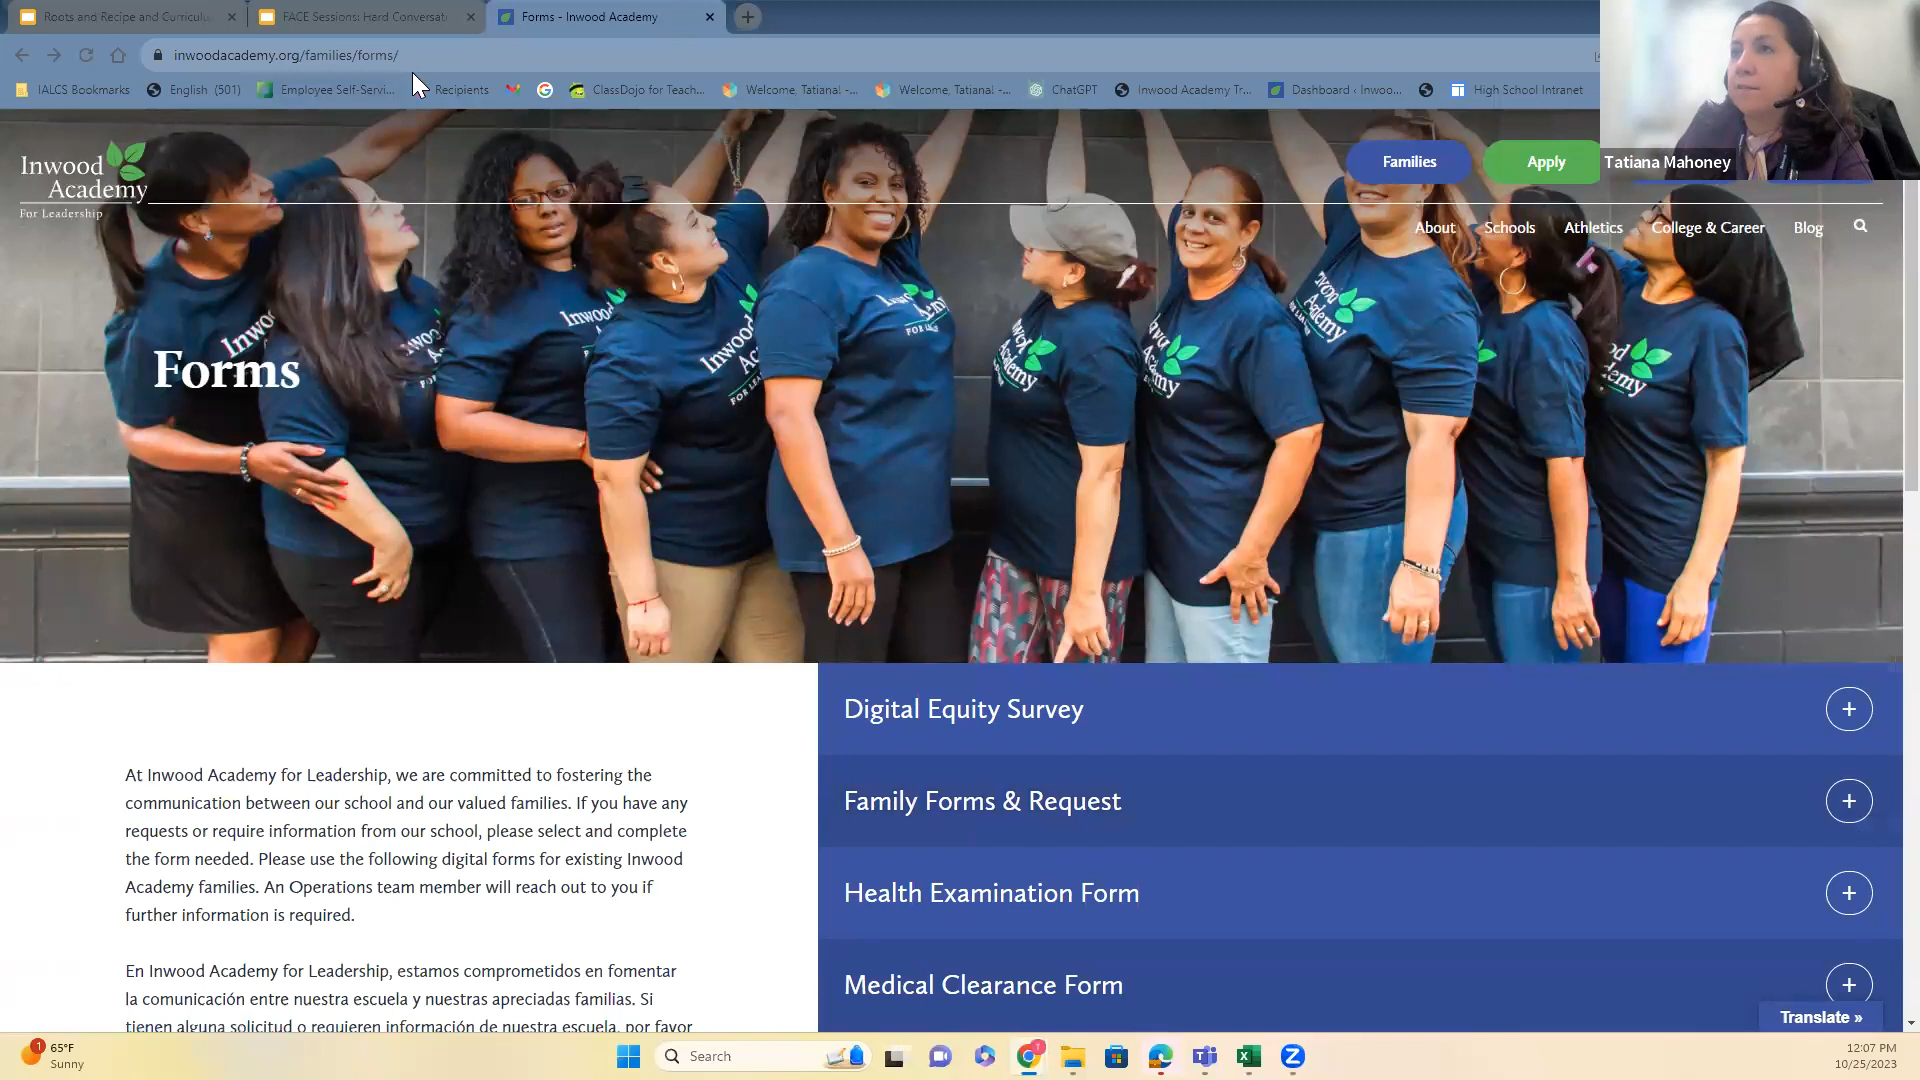 Roots and Recipe and Curriculu
FACE Sessions: Hard Conversati
Forms - Inwood Academy
inwoodacademy.org/families/forms/
IALCS Bookmarks
English (501)
Employee Self-Servi...
Recipients
ClassDojo for Teach...
Welcome, Tatiana! -...
Welcome, Tatiana! -...
ChatGPT
Inwood Academy Tr...
Dashboard ‹ Inwoo...
High School Intranet
Inwood
Academy
For Leadership
Families
Apply
Tatiana Mahoney
About
Schools
Athletics
College & Career
Blog
Forms
Digital Equity Survey
Family Forms & Request
Health Examination Form
Medical Clearance Form
At Inwood Academy for Leadership, we are committed to fostering the
communication between our school and our valued families. If you have any
requests or require information from our school, please select and complete
the form needed. Please use the following digital forms for existing Inwood
Academy families. An Operations team member will reach out to you if
further information is required.
En Inwood Academy for Leadership, estamos comprometidos en fomentar
la comunicación entre nuestra escuela y nuestras apreciadas familias. Si
tienen alguna solicitud o requieren información de nuestra escuela, por favor
Translate »
1
65°F
Sunny
Search
12:07 PM
10/25/2023